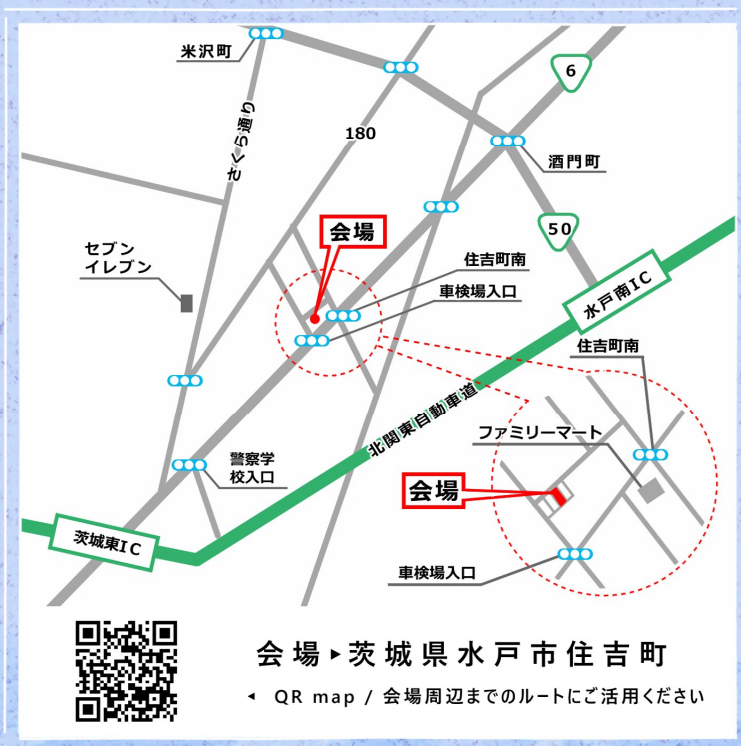 米沢町
さくら通り
180
6
酒門町
50
会場
セブン
イレブン
住吉町南
車検場入口
水戸南IC
住吉町南
北関東自動車道
ファミリーマート
警察学
校入口
会場
茨城東IC
車検場入口
会場▸茨城県水戸市住吉町
◂ QR map / 会場周辺までのルートにご活用ください